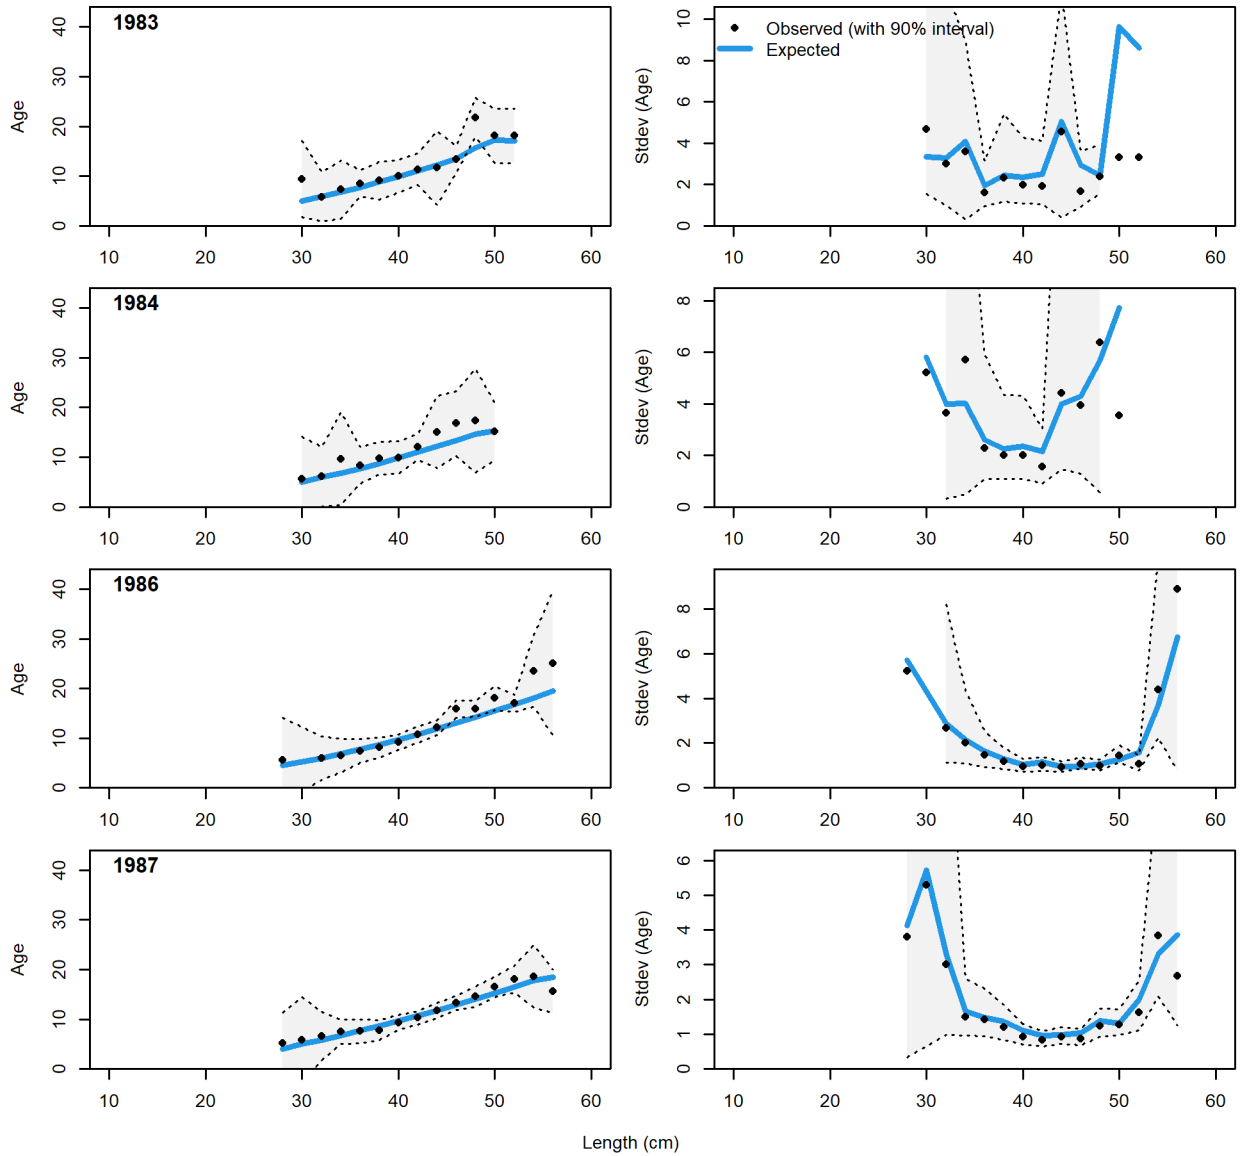 1983
Age
0 10 20 30 40
10 20 30 40 50 60
Observed (with 90% interval)
Expected
Stdev (Age)
0 2 4 6 8 10
10 20 30 40 50 60
1984
Age
0 10 20 30 40
10 20 30 40 50 60
Stdev (Age)
0 2 4 6 8
10 20 30 40 50 60
1986
Age
0 10 20 30 40
10 20 30 40 50 60
Stdev (Age)
0 2 4 6 8
10 20 30 40 50 60
1987
Age
0 10 20 30 40
10 20 30 40 50 60
Stdev (Age)
0 1 2 3 4 5 6
10 20 30 40 50 60
Length (cm)